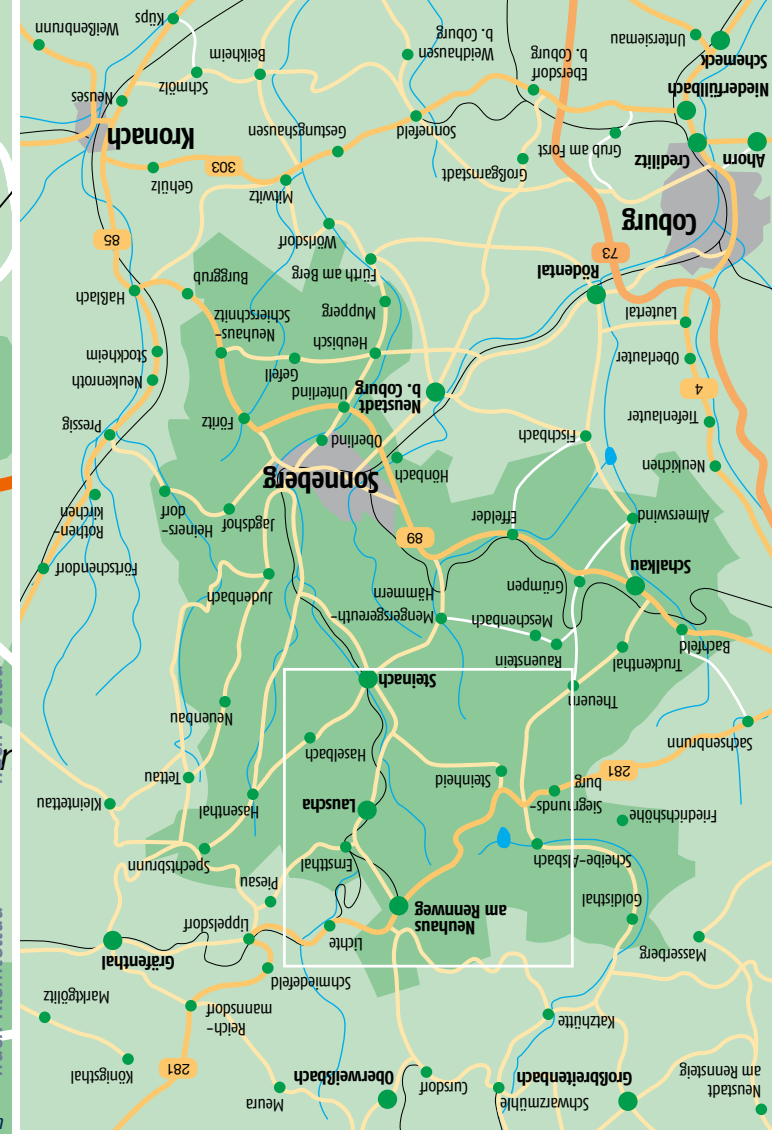 Neustadt
am Rennsteig
Großbreitenbach
Schwarzmühle
Cursdorf
Oberweißbach
Meura
281
Königsthal
Katzhütte
Reich-
mannsdorf
Marktgölitz
Schmiedefeld
Masserberg
Gräfenthal
Lichte
Lippelsdorf
Neuhaus
am Rennweg
Goldisthal
Piesau
Scheibe-Alsbach
Ernstthal
Spechtsbrunn
Friedrichshöhe
Siegmunds-
burg
Lauscha
Hasenthal
Kleintettau
281
Steinheid
Tettau
Sachsenbrunn
Haselbach
Neuenbau
Theuern
Steinach
Bachfeld
Truckenthal
Rauenstein
Meschenbach
Mengersgereuth-
Hämmern
Judenbach
Schalkau
Grümpen
Förtschendorf
89
Almerswind
Effelder
Jagdshof
Heiners-
dorf
Rothen-
kirchen
Neukichen
Hönbach
Sonneberg
Fischbach
Oberlind
Föritz
Pressig
Tiefenlauter
Neustadt
b. Coburg
Unterlind
4
Neukenroth
Oberlauter
Gefell
Stockheim
Heubisch
Neuhaus-
Schierschnitz
Lautertal
Mupperg
Haßlach
Rödental
Fürth am Berg
Burggrub
73
Wörlsdorf
85
Coburg
Mitwitz
303
Gehülz
Ahorn
Credlitz
Grub am Forst
Großgarnstadt
Gestungshausen
Kronach
Niederfüllbach
Sonnefeld
Neuses
Scherneck
Ebersdorf
b. Coburg
Schmölz
Untersiemau
Weidhausen
b. Coburg
Beikheim
Küps
Weißenbrunn